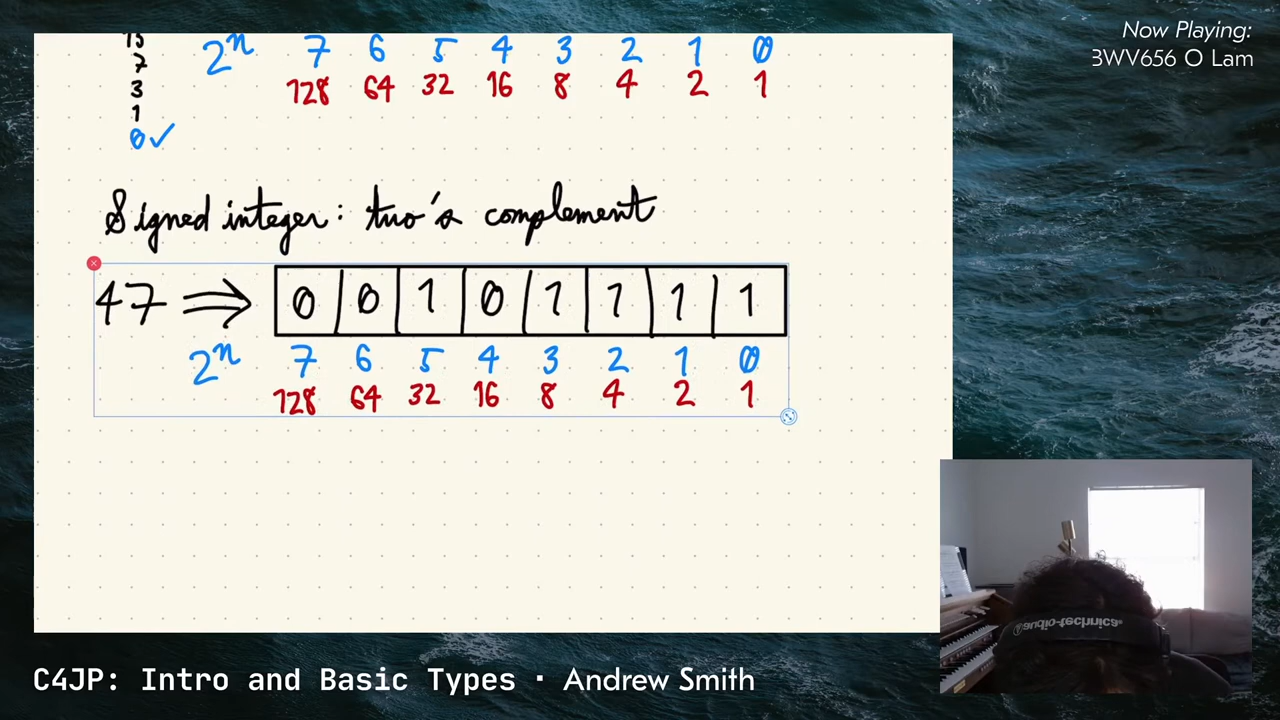 Now Playing:
BWV656 O Lam
15
7
3
1
0✓
2ⁿ 7 6 5 4 3 2 1 0
128 64 32 16 8 4 2 1
Signed integer: two's complement
47 ⇒ 0 0 1 0 1 1 1 1
2ⁿ 7 6 5 4 3 2 1 0
128 64 32 16 8 4 2 1
audio-technica
C4JP: Intro and Basic Types · Andrew Smith